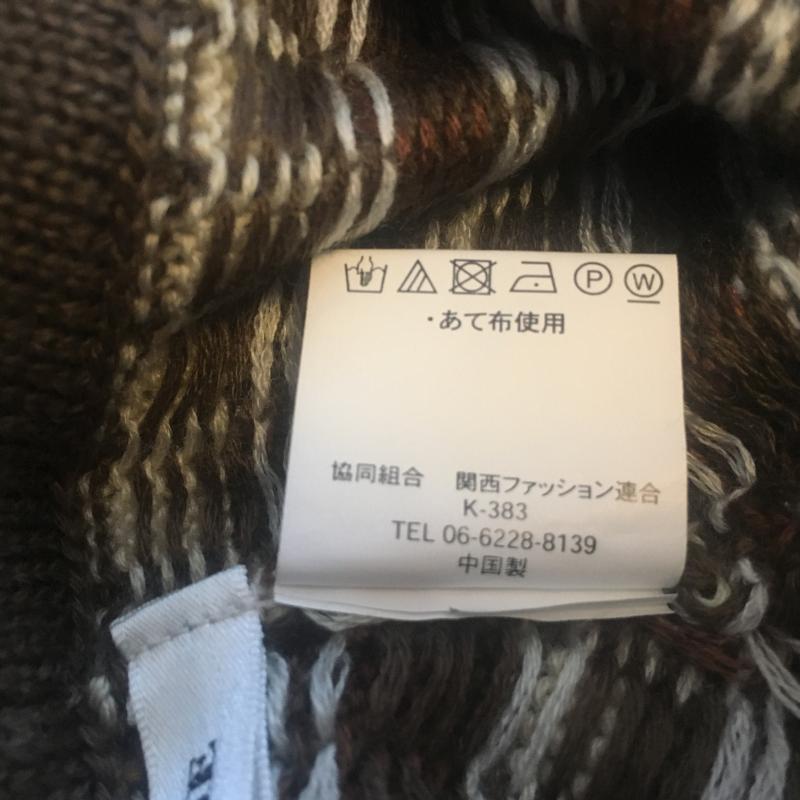 P W
・あて布使用
協同組合 関西ファッション連合
K-383
TEL 06-6228-8139
中国製